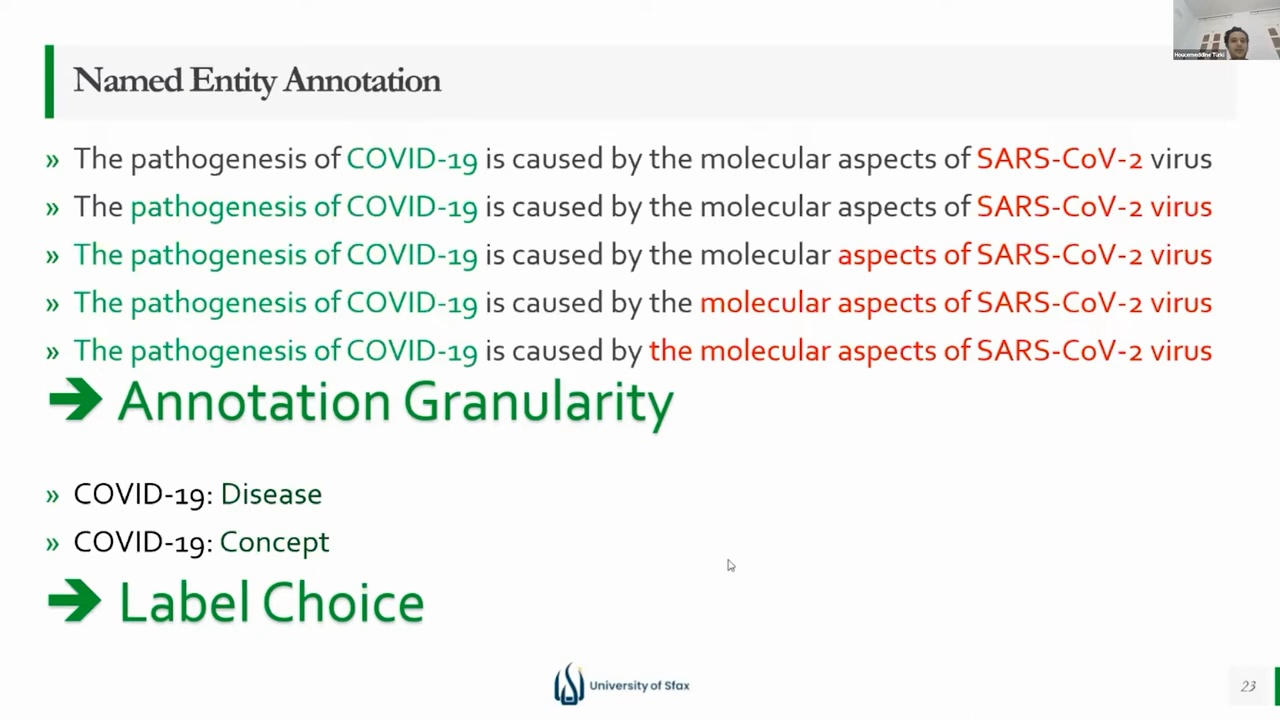 Houcemeddine Turki
Named Entity Annotation
» The pathogenesis of COVID-19 is caused by the molecular aspects of SARS-CoV-2 virus
» The pathogenesis of COVID-19 is caused by the molecular aspects of SARS-CoV-2 virus
» The pathogenesis of COVID-19 is caused by the molecular aspects of SARS-CoV-2 virus
» The pathogenesis of COVID-19 is caused by the molecular aspects of SARS-CoV-2 virus
» The pathogenesis of COVID-19 is caused by the molecular aspects of SARS-CoV-2 virus
➔ Annotation Granularity
» COVID-19: Disease
» COVID-19: Concept
➔ Label Choice
University of Sfax
23